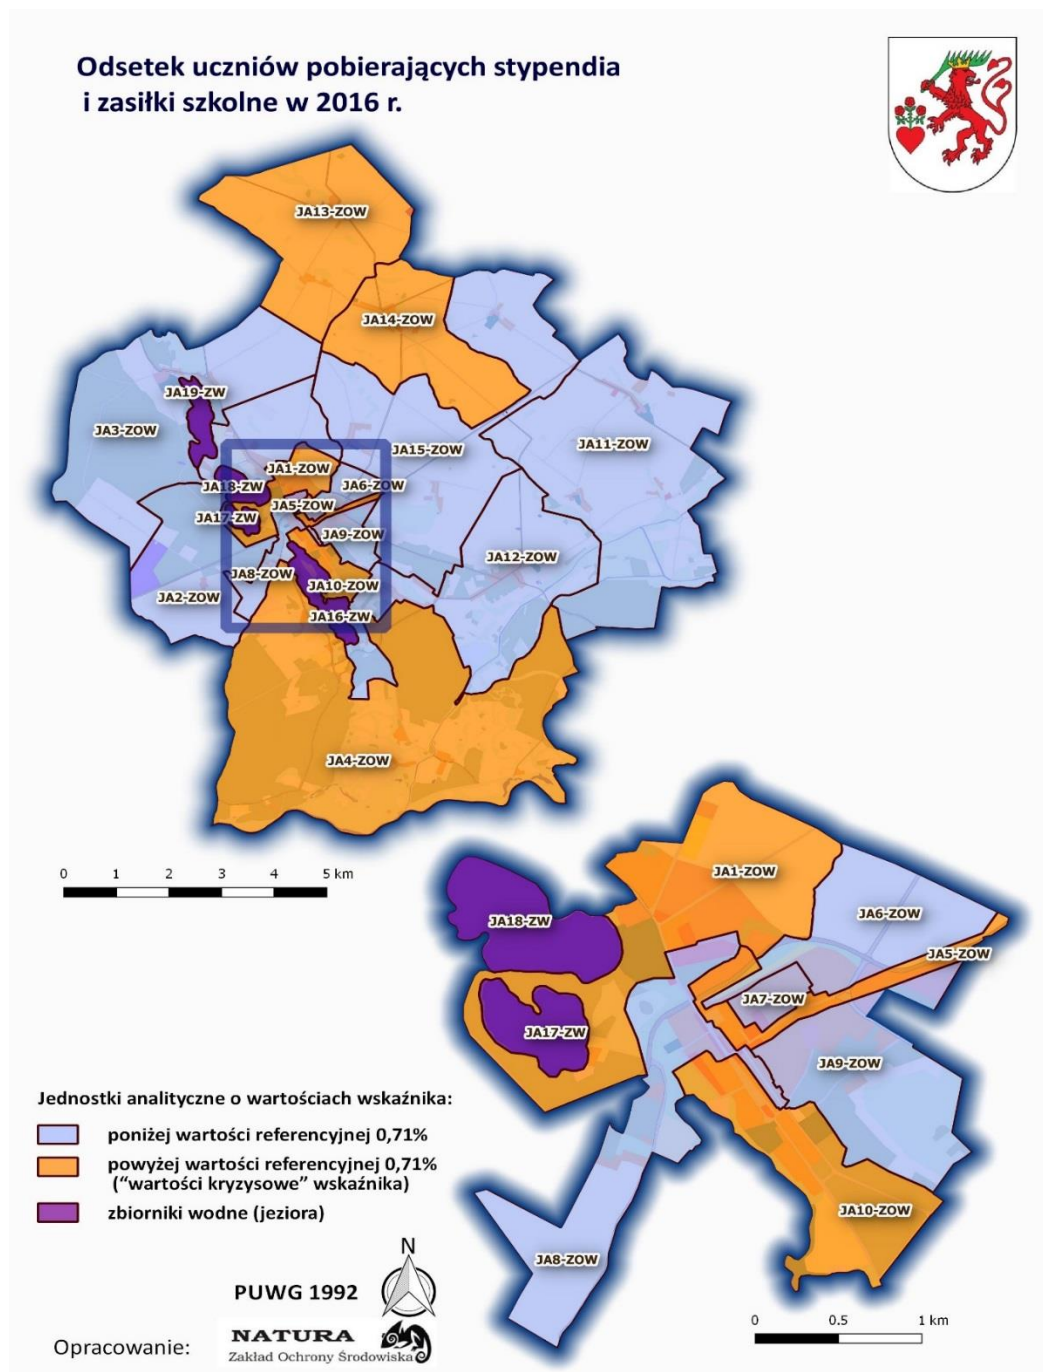 Odsetek uczniów pobierających stypendia
i zasiłki szkolne w 2016 r.
JA13-ZOW
JA14-ZOW
JA19-ZW
JA3-ZOW
JA15-ZOW
JA11-ZOW
JA1-ZOW
JA18-ZW
JA6-ZOW
JA5-ZOW
JA17-ZW
JA9-ZOW
JA12-ZOW
JA8-ZOW
JA10-ZOW
JA2-ZOW
JA16-ZW
JA4-ZOW
0 1 2 3 4 5 km
JA1-ZOW
JA18-ZW
JA6-ZOW
JA5-ZOW
JA7-ZOW
JA17-ZW
JA9-ZOW
JA10-ZOW
JA8-ZOW
Jednostki analityczne o wartościach wskaźnika:
poniżej wartości referencyjnej 0,71%
powyżej wartości referencyjnej 0,71%
(“wartości kryzysowe” wskaźnika)
zbiorniki wodne (jeziora)
N
PUWG 1992
0 0.5 1 km
Opracowanie:
NATURA
Zakład Ochrony Środowiska